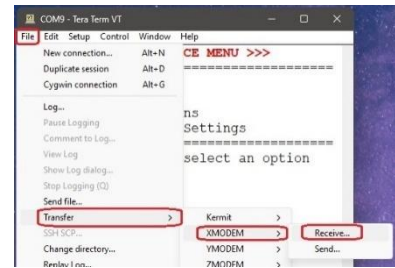 COM9 - Tera Term VT
File Edit Setup Control Window Help
New connection... Alt+N
Duplicate session Alt+D
Cygwin connection Alt+G
Log...
Pause Logging
Comment to Log...
View Log
Show Log dialog...
Stop Logging (Q)
Send file...
Transfer
SSH SCP...
Change directory...
Replay Log...
CE MENU >>>
====================
ns
Settings
====================
select an option
Kermit
XMODEM
YMODEM
ZMODEM
Receive...
Send...